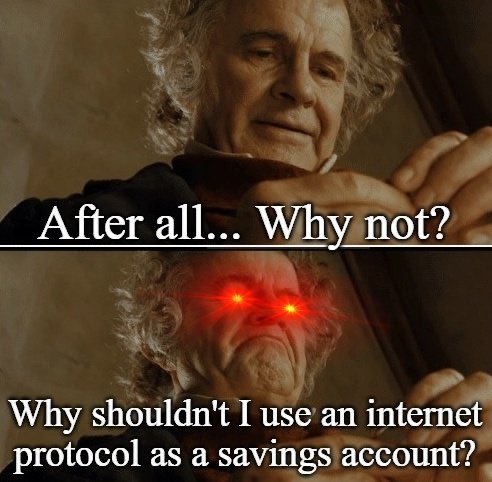 After all... Why not?
Why shouldn't I use an internet
protocol as a savings account?